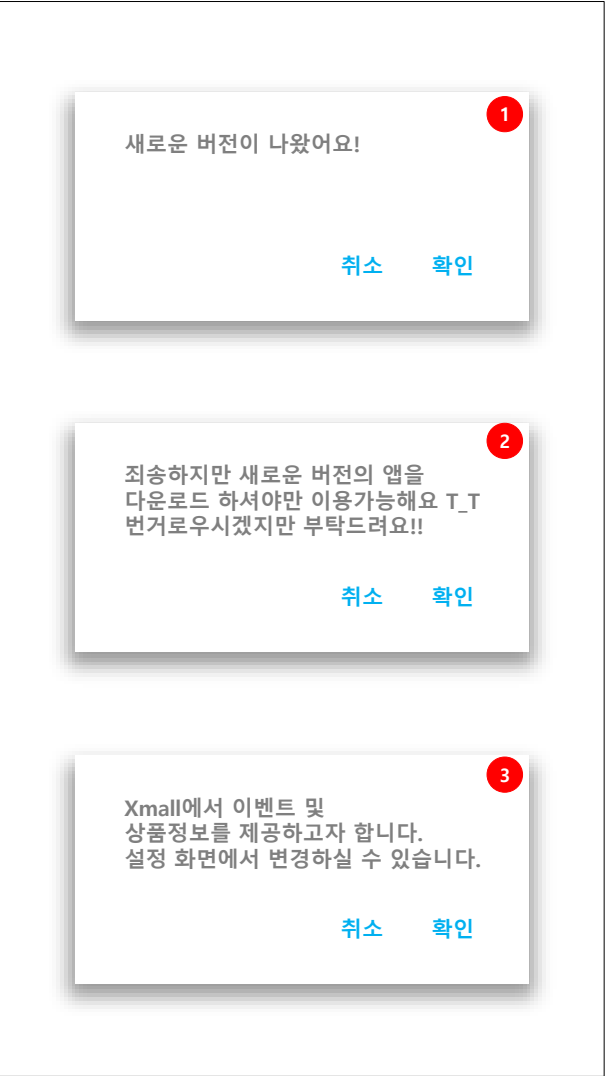 1
새로운 버전이 나왔어요!
취소 확인
2
죄송하지만 새로운 버전의 앱을
다운로드 하셔야만 이용가능해요 T_T
번거로우시겠지만 부탁드려요!!
취소 확인
3
Xmall에서 이벤트 및
상품정보를 제공하고자 합니다.
설정 화면에서 변경하실 수 있습니다.
취소 확인